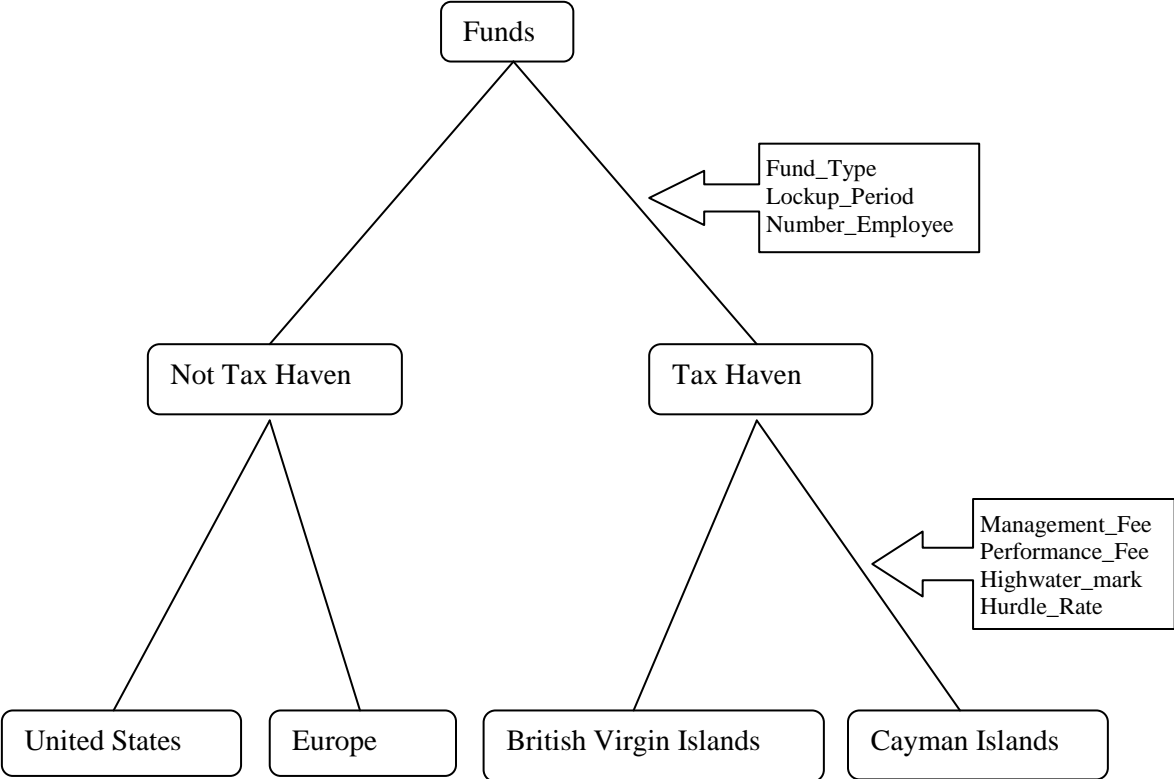 Funds
Fund_Type
Lockup_Period
Number_Employee
Not Tax Haven
Tax Haven
Management_Fee
Performance_Fee
Highwater_mark
Hurdle_Rate
United States
Europe
British Virgin Islands
Cayman Islands